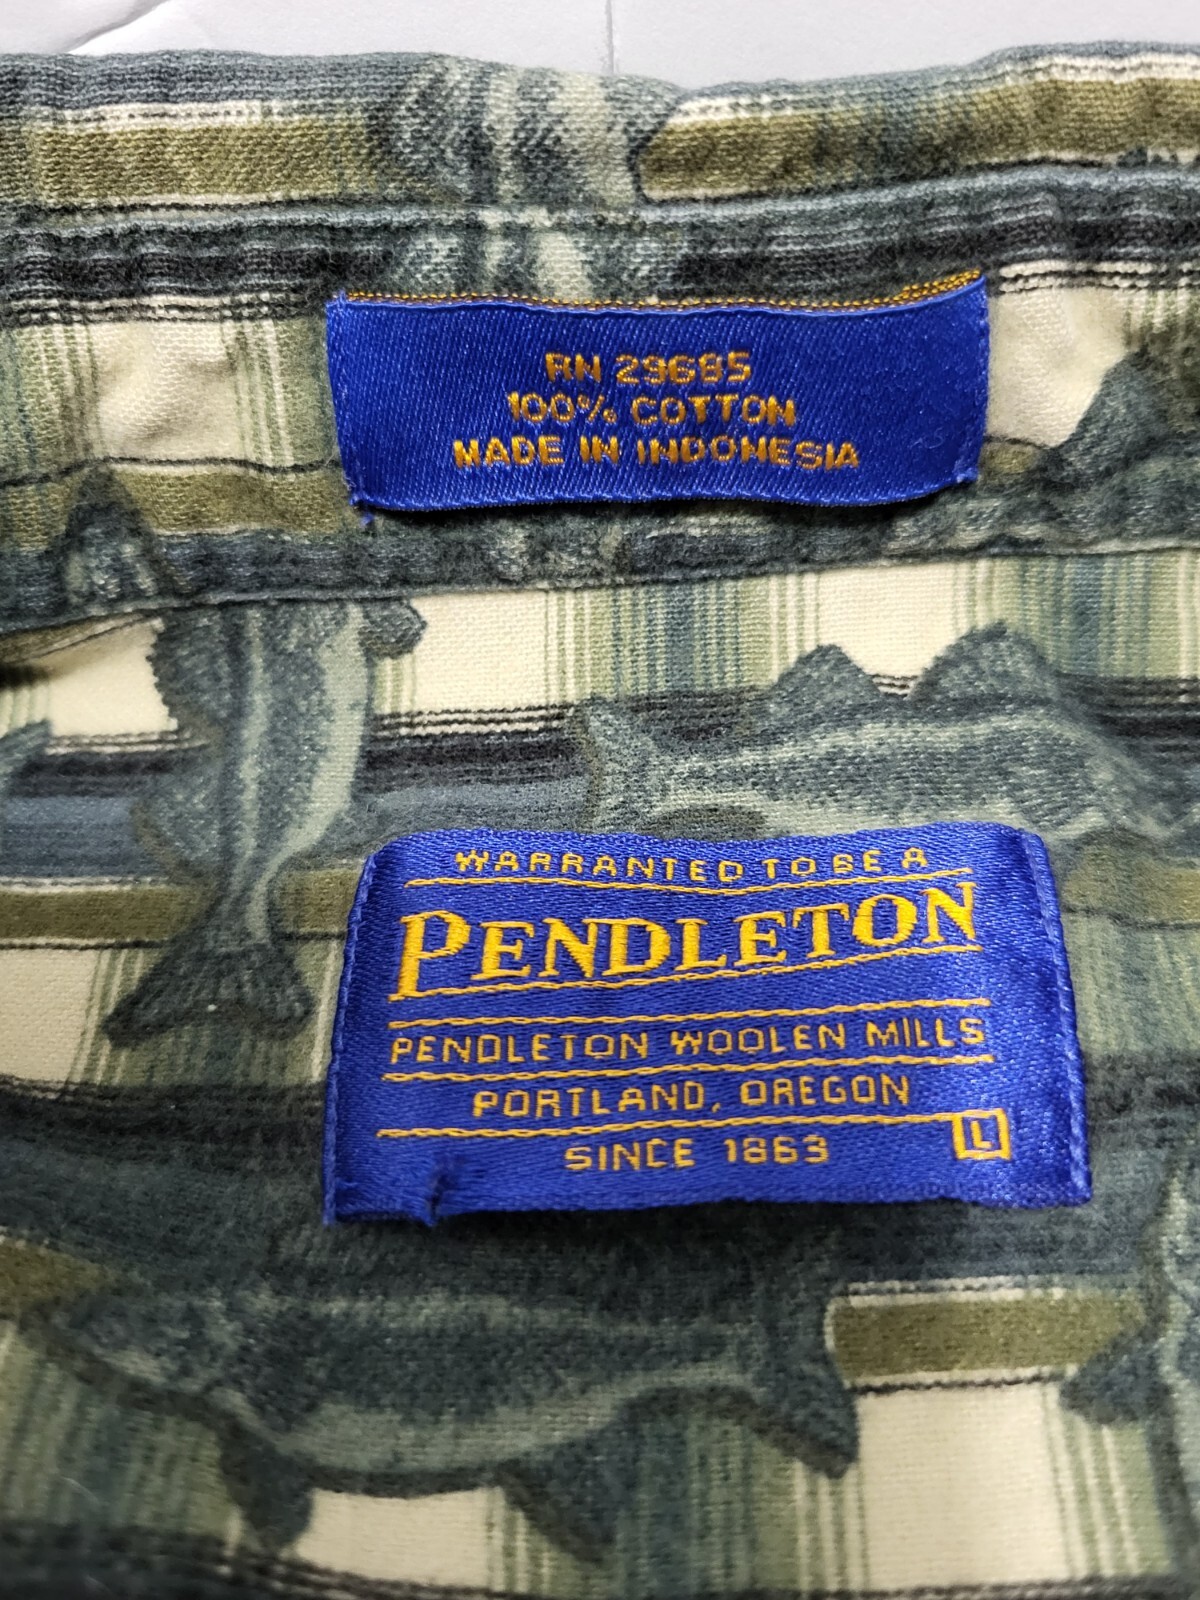 RN 29685
100% COTTON
MADE IN INDONESIA
WARRANTED TO BE A
PENDLETON
PENDLETON WOOLEN MILLS
PORTLAND, OREGON
SINCE 1863
L